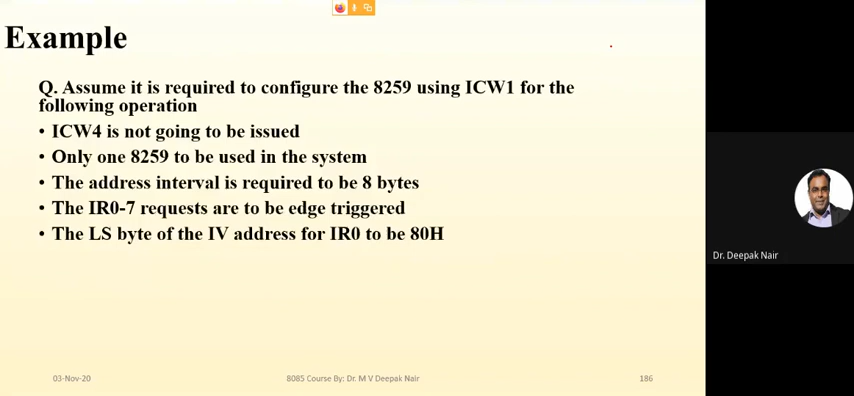 Example
Q. Assume it is required to configure the 8259 using ICW1 for the
following operation
• ICW4 is not going to be issued
• Only one 8259 to be used in the system
• The address interval is required to be 8 bytes
• The IR0-7 requests are to be edge triggered
• The LS byte of the IV address for IR0 to be 80H
Dr. Deepak Nair
03-Nov-20
8085 Course By: Dr. M V Deepak Nair
186